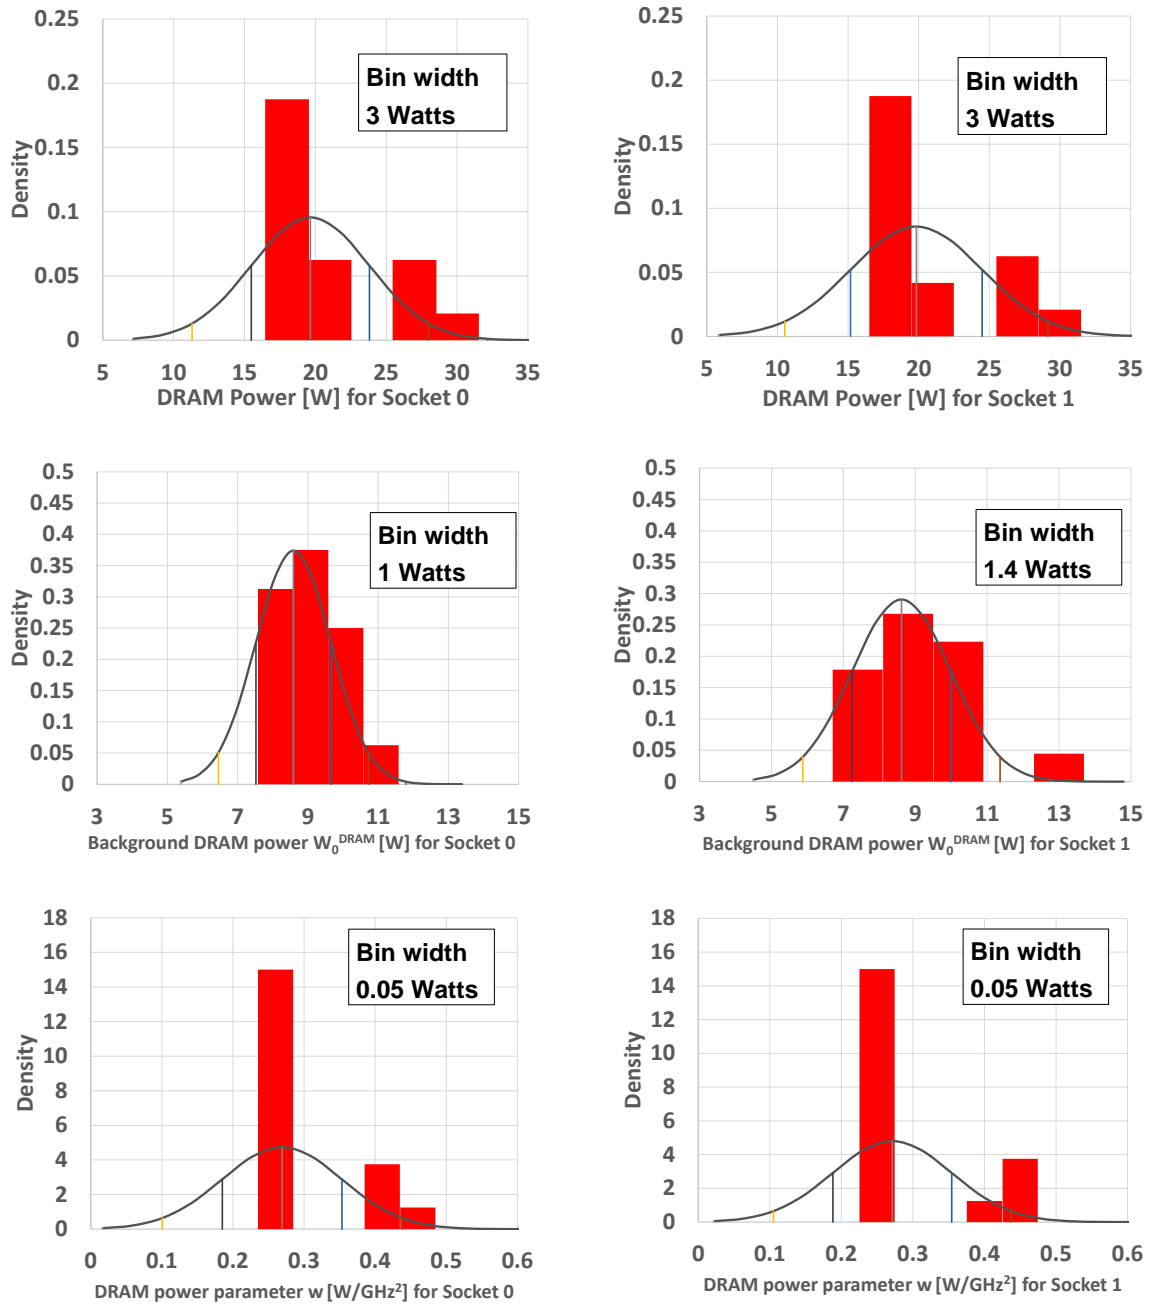 0.25
0.2
0.15
0.1
0.05
0
Density
Bin width
3 Watts
5 10 15 20 25 30 35
DRAM Power [W] for Socket 0
0.25
0.2
0.15
0.1
0.05
0
Density
Bin width
3 Watts
5 10 15 20 25 30 35
DRAM Power [W] for Socket 1
0.5
0.45
0.4
0.35
0.3
0.25
0.2
0.15
0.1
0.05
0
Density
Bin width
1 Watts
3 5 7 9 11 13 15
Background DRAM power W₀ᴰᴿᴬᴹ [W] for Socket 0
0.5
0.45
0.4
0.35
0.3
0.25
0.2
0.15
0.1
0.05
0
Density
Bin width
1.4 Watts
3 5 7 9 11 13 15
Background DRAM power W₀ᴰᴿᴬᴹ [W] for Socket 1
18
16
14
12
10
8
6
4
2
0
Density
Bin width
0.05 Watts
0 0.1 0.2 0.3 0.4 0.5 0.6
DRAM power parameter w [W/GHz²] for Socket 0
18
16
14
12
10
8
6
4
2
0
Density
Bin width
0.05 Watts
0 0.1 0.2 0.3 0.4 0.5 0.6
DRAM power parameter w [W/GHz²] for Socket 1